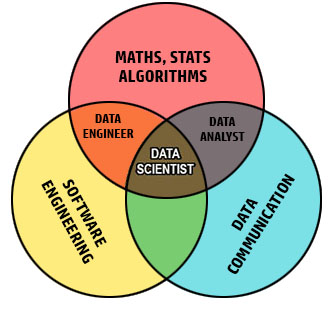 MATHS, STATS
ALGORITHMS
DATA
ENGINEER
DATA
ANALYST
DATA
SCIENTIST
SOFTWARE
ENGINEERING
DATA
COMMUNICATION